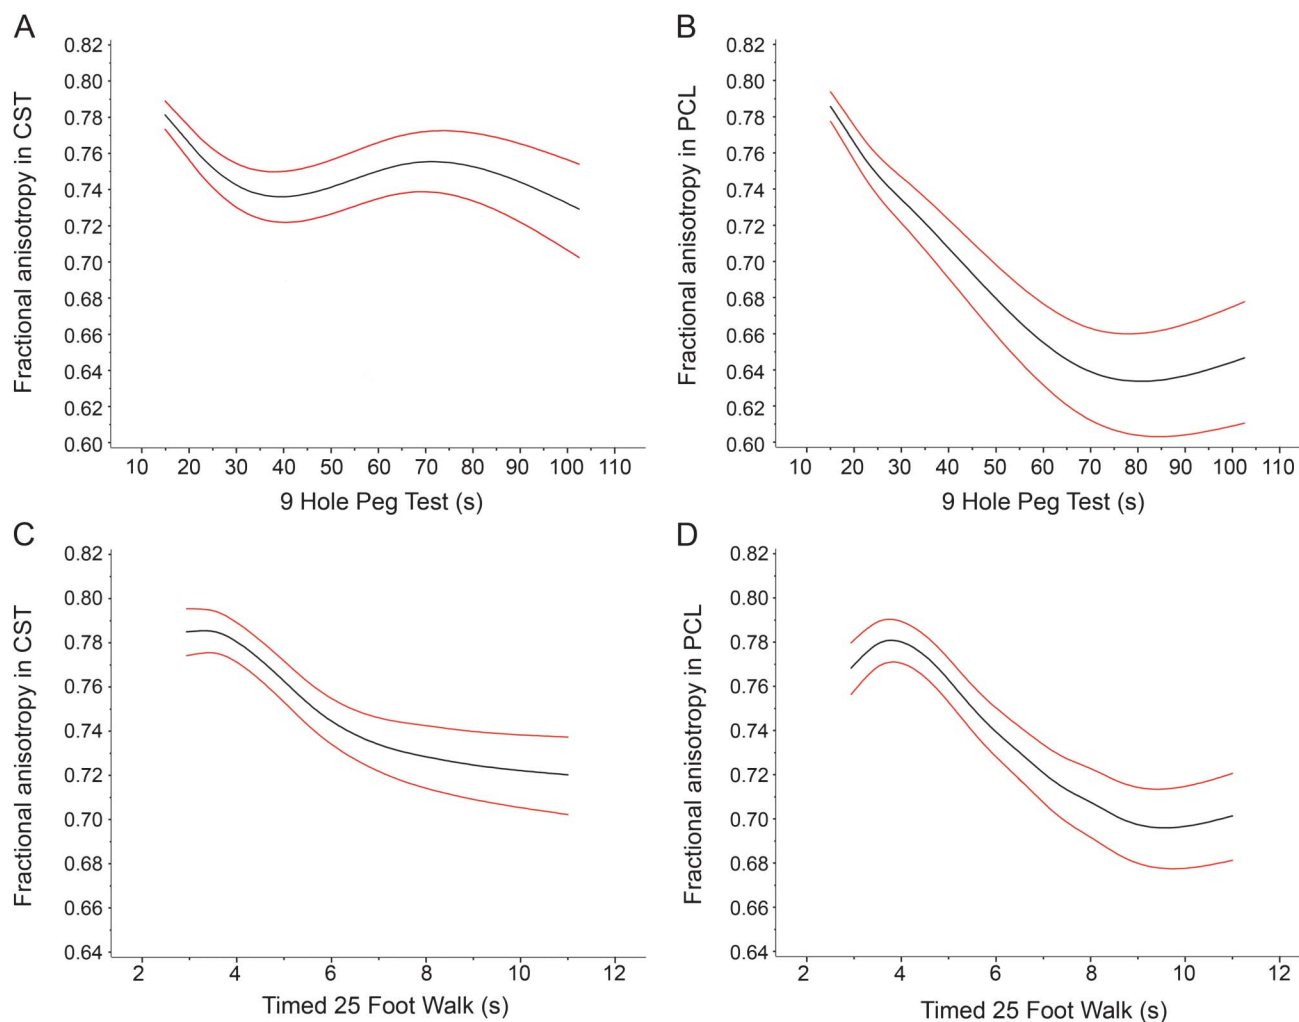 A
Fractional anisotropy in CST
0.82
0.80
0.78
0.76
0.74
0.72
0.70
0.68
0.66
0.64
0.62
0.60
10 20 30 40 50 60 70 80 90 100 110
9 Hole Peg Test (s)
B
Fractional anisotropy in PCL
0.82
0.80
0.78
0.76
0.74
0.72
0.70
0.68
0.66
0.64
0.62
0.60
10 20 30 40 50 60 70 80 90 100 110
9 Hole Peg Test (s)
C
Fractional anisotropy in CST
0.82
0.80
0.78
0.76
0.74
0.72
0.70
0.68
0.66
0.64
2 4 6 8 10 12
Timed 25 Foot Walk (s)
D
Fractional anisotropy in PCL
0.82
0.80
0.78
0.76
0.74
0.72
0.70
0.68
0.66
0.64
2 4 6 8 10 12
Timed 25 Foot Walk (s)